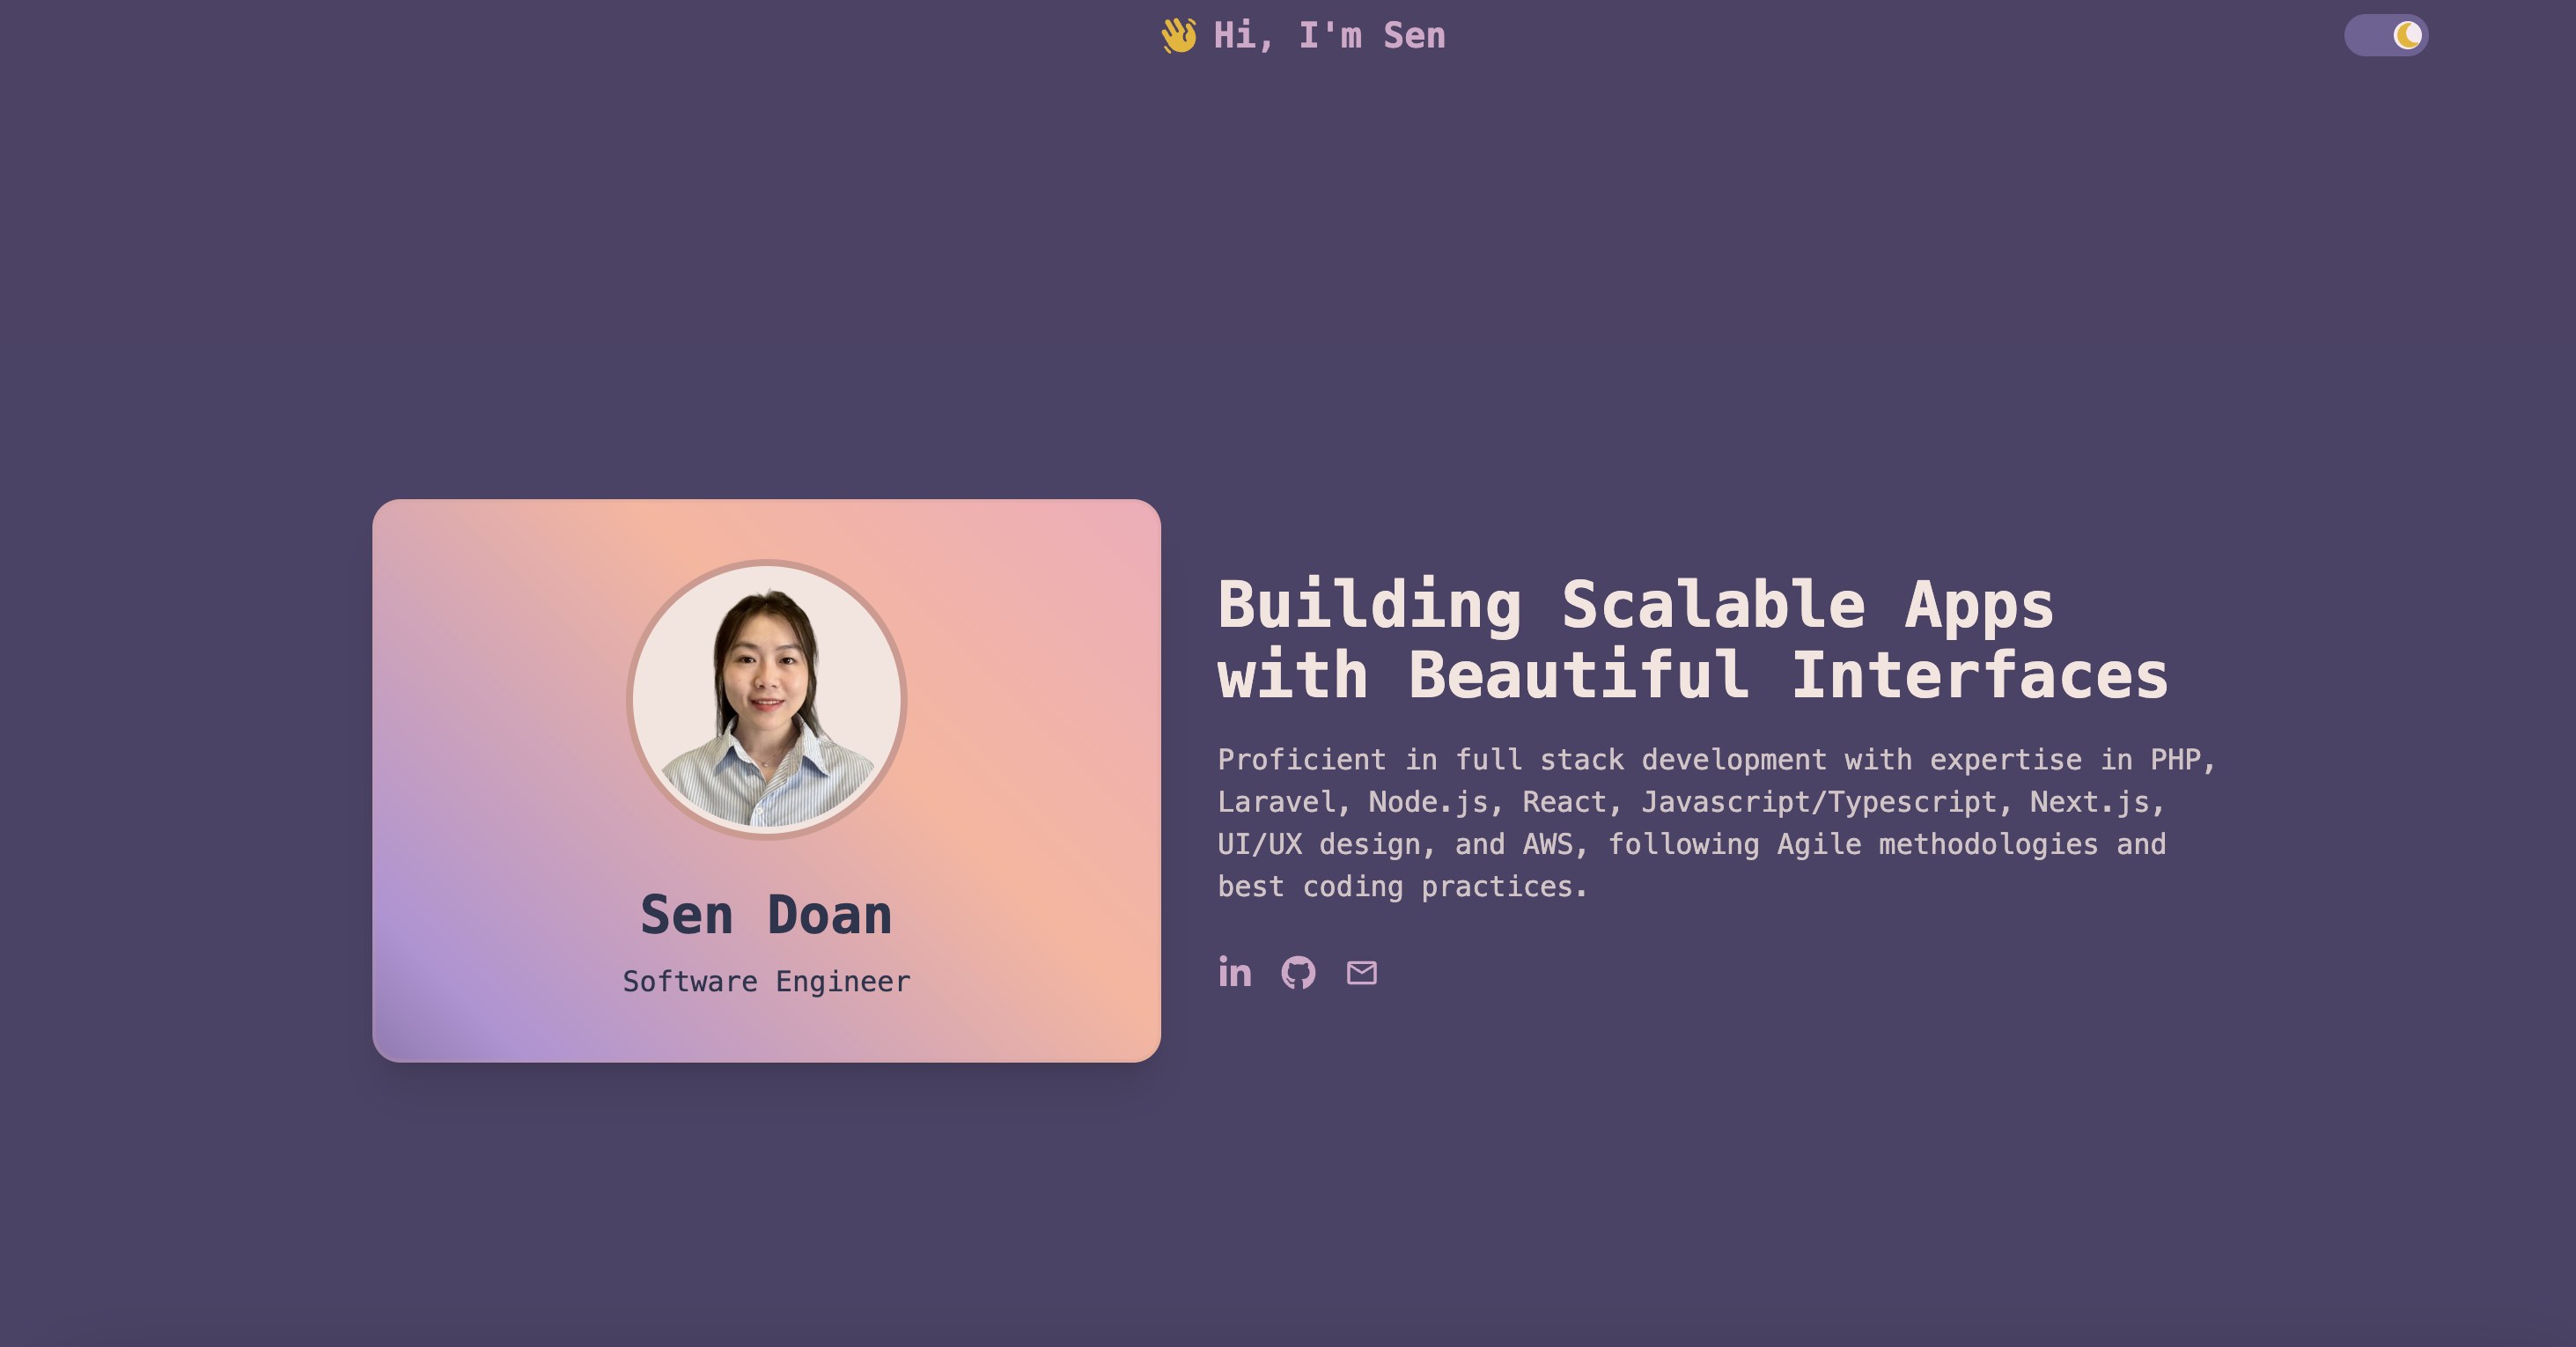 Hi, I'm Sen
Sen Doan
Software Engineer
Building Scalable Apps
with Beautiful Interfaces
Proficient in full stack development with expertise in PHP,
Laravel, Node.js, React, Javascript/Typescript, Next.js,
UI/UX design, and AWS, following Agile methodologies and
best coding practices.
in